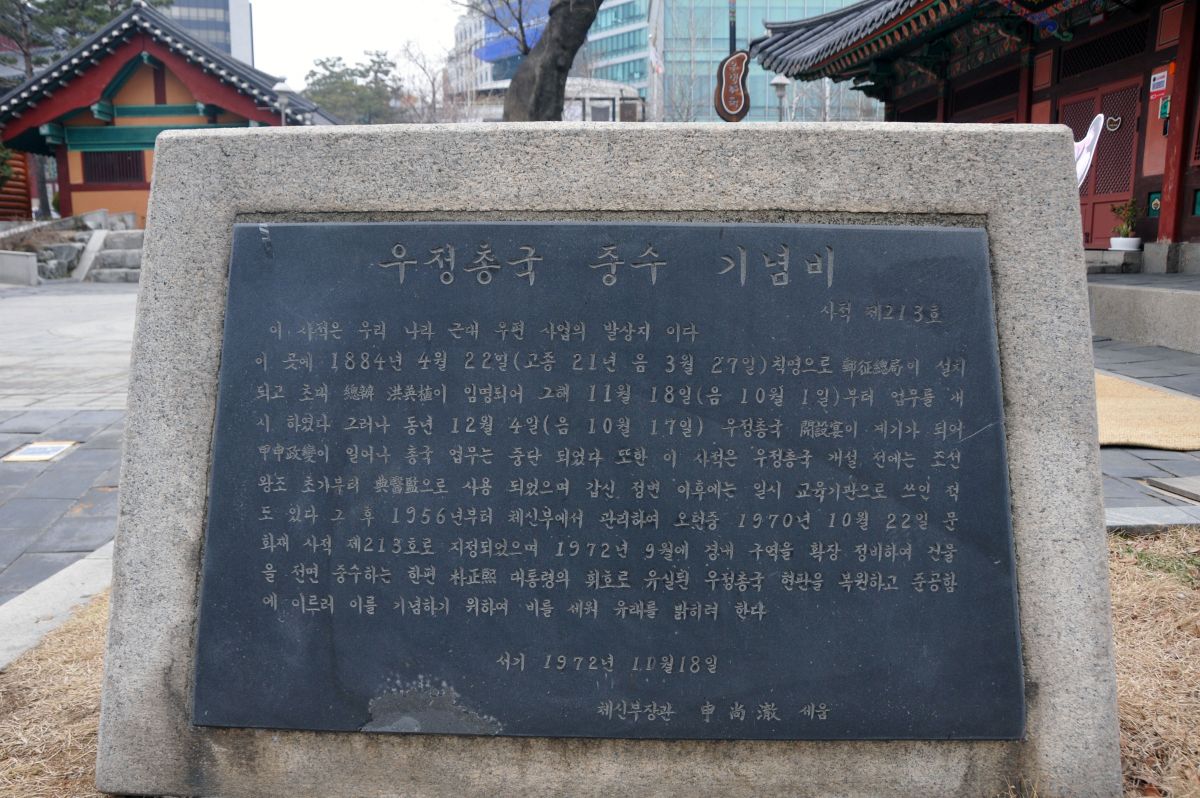 우정총국 중수 기념비
사적 제213호
이 사적은 우리 나라 근대 우편 사업의 발상지 이다
이 곳에 1884년 4월 22일(고종 21년 음 3월 27일)칙명으로 郵征總局이 설치
되고 초대 總辦 洪英植이 임명되어 그해 11월 18일(음 10월 1일)부터 업무를 개
시 하였다 그러나 동년 12월 4일(음 10월 17일) 우정총국 開設宴이 계기가 되어
甲申政變이 일어나 총국 업무는 중단 되었다 또한 이 사적은 우정총국 개설 전에는 조선
왕조 초가부터 典醫監으로 사용 되었으며 갑신 정변 이후에는 일시 교육기관으로 쓰인 적
도 있다 그 후 1956년부터 체신부에서 관리하여 오현중 1970년 10월 22일 문
화재 사적 제213호로 지정되었으며 1972년 9월에 경내 구역을 확장 정비하여 건물
을 전면 중수하는 한편 朴正熙 대통령의 휘호로 유실된 우정총국 현판을 복원하고 준공함
에 이르러 이를 기념하기 위하여 비를 세워 유래를 밝히려 한다
서기 1972년 11월18일
체신부장관 申尙澈 세움